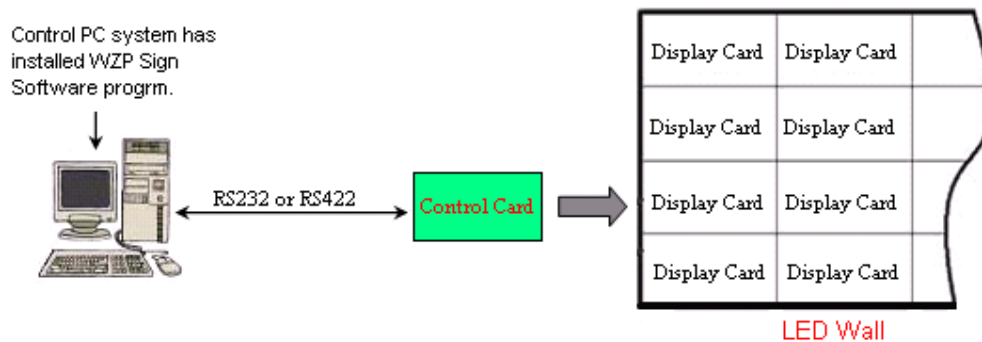 Control PC system has
installed WZP Sign
Software progrm.
RS232 or RS422
Control Card
Display Card Display Card
Display Card Display Card
Display Card Display Card
Display Card Display Card
LED Wall